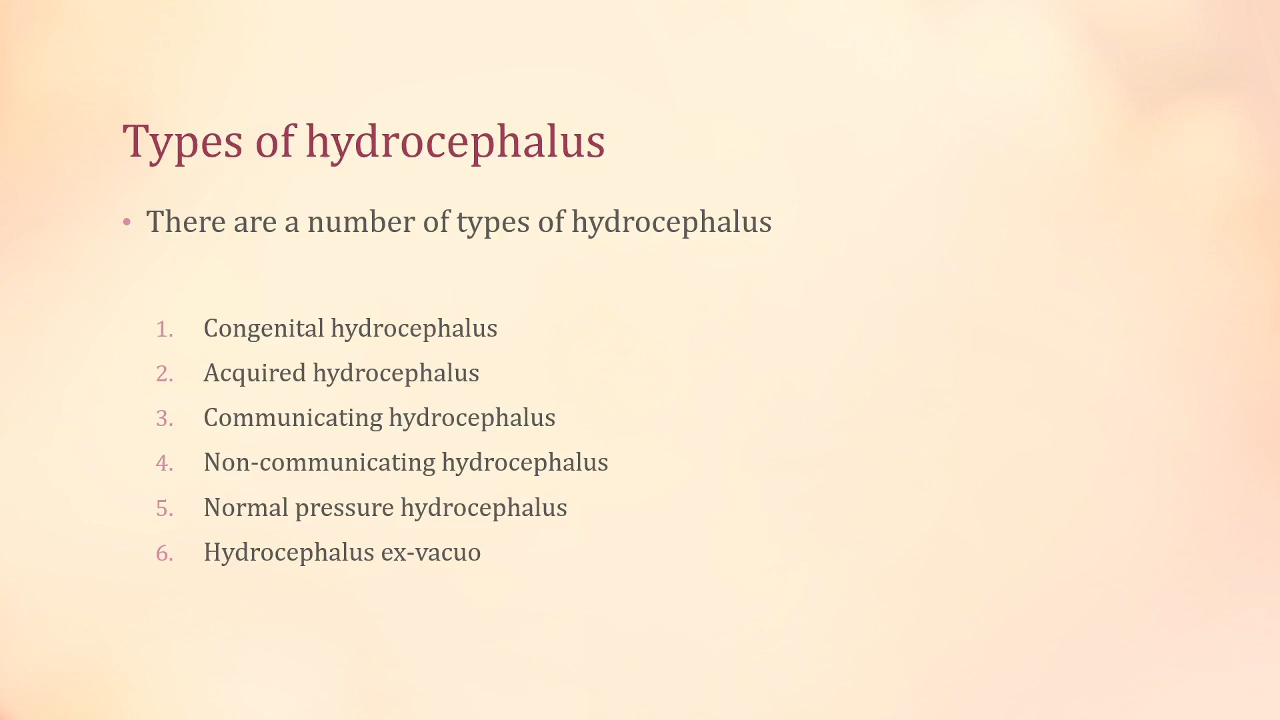 Types of hydrocephalus
• There are a number of types of hydrocephalus
1. Congenital hydrocephalus
2. Acquired hydrocephalus
3. Communicating hydrocephalus
4. Non-communicating hydrocephalus
5. Normal pressure hydrocephalus
6. Hydrocephalus ex-vacuo